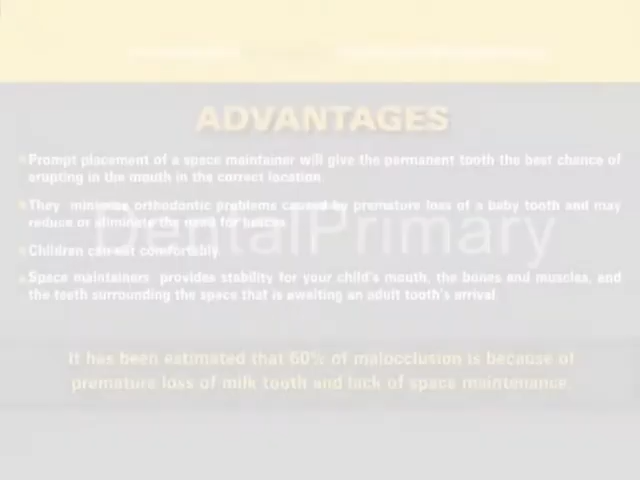 ADVANTAGES
Prompt placement of a space maintainer will give the permanent tooth the best chance of
erupting in the mouth in the correct location.
They minimise orthodontic problems caused by premature loss of a baby tooth and may
reduce or eliminate the need for braces
Children can eat comfortably
Space maintainers provides stability for your child's mouth, the bones and muscles, and
the teeth surrounding the space that is awaiting an adult tooth's arrival
DentalPrimary
It has been estimated that 60% of malocclusion is because of
premature loss of milk tooth and lack of space maintenance.